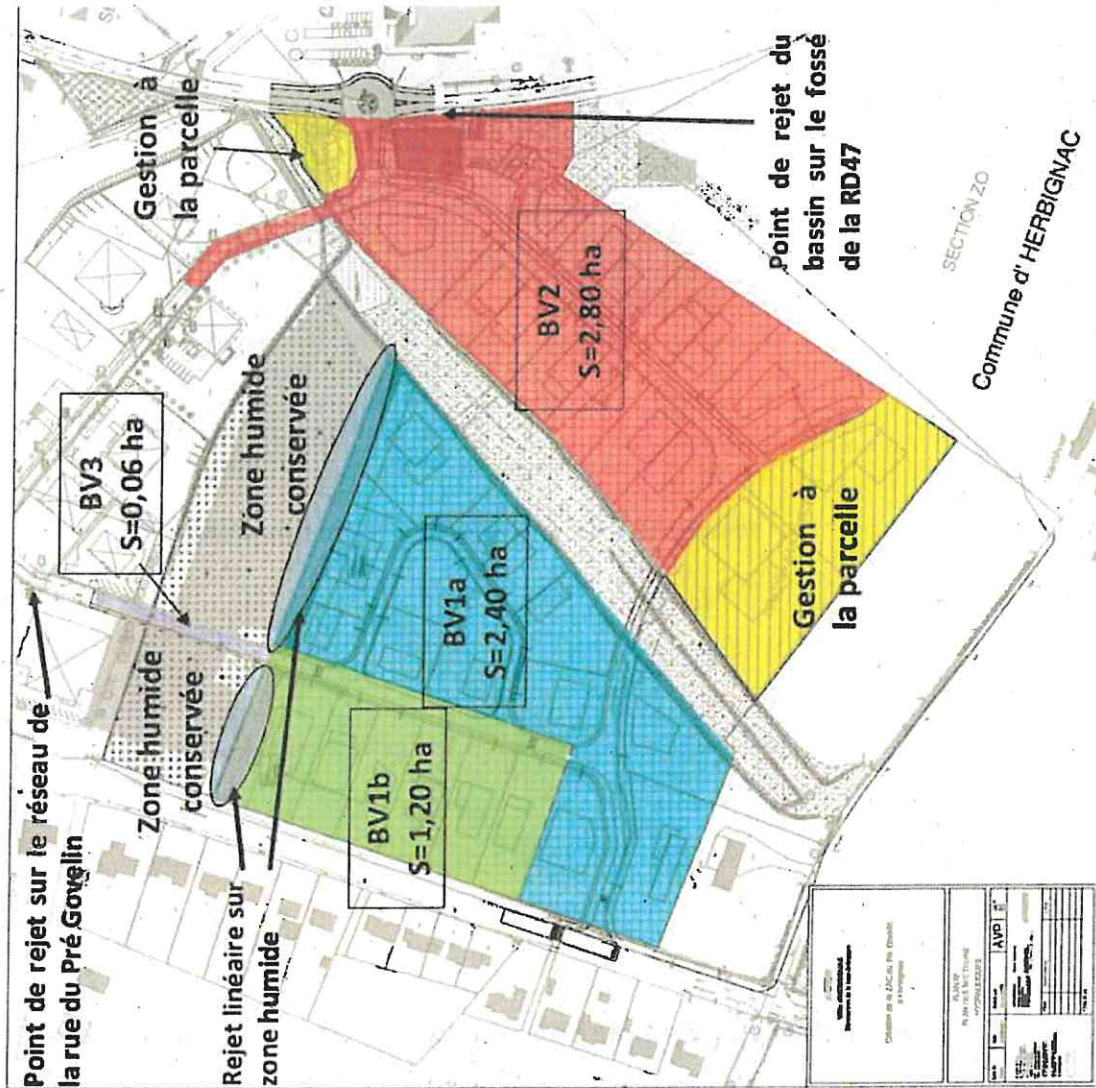 Point de rejet sur le réseau de
la rue du Pré Govelin
BV3
S=0,06 ha
Gestion à
la parcelle
Zone humide
conservée
Zone humide
conservée
Rejet linéaire sur
zone humide
BV1b
S=1,20 ha
BV1a
S=2,40 ha
BV2
S=2,80 ha
Point de rejet du
bassin sur le fossé
de la RD47
Gestion à
la parcelle
SECTION ZO
Commune d' HERBIGNAC
AVP